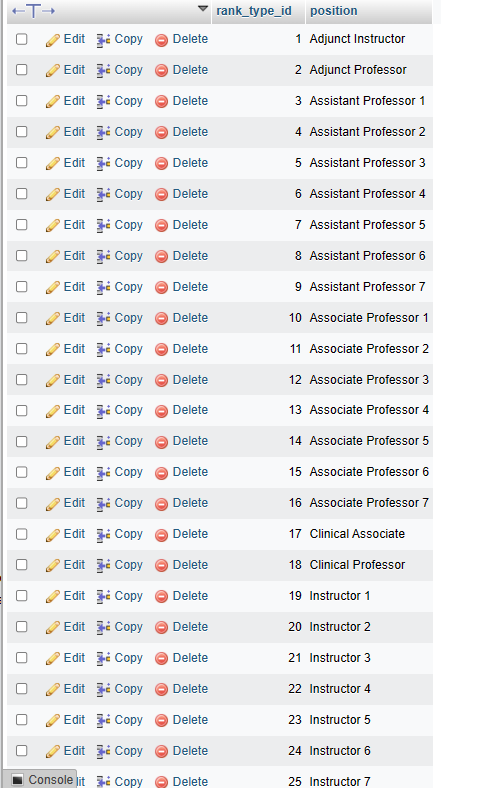 rank_type_id position
Edit Copy Delete 1 Adjunct Instructor
Edit Copy Delete 2 Adjunct Professor
Edit Copy Delete 3 Assistant Professor 1
Edit Copy Delete 4 Assistant Professor 2
Edit Copy Delete 5 Assistant Professor 3
Edit Copy Delete 6 Assistant Professor 4
Edit Copy Delete 7 Assistant Professor 5
Edit Copy Delete 8 Assistant Professor 6
Edit Copy Delete 9 Assistant Professor 7
Edit Copy Delete 10 Associate Professor 1
Edit Copy Delete 11 Associate Professor 2
Edit Copy Delete 12 Associate Professor 3
Edit Copy Delete 13 Associate Professor 4
Edit Copy Delete 14 Associate Professor 5
Edit Copy Delete 15 Associate Professor 6
Edit Copy Delete 16 Associate Professor 7
Edit Copy Delete 17 Clinical Associate
Edit Copy Delete 18 Clinical Professor
Edit Copy Delete 19 Instructor 1
Edit Copy Delete 20 Instructor 2
Edit Copy Delete 21 Instructor 3
Edit Copy Delete 22 Instructor 4
Edit Copy Delete 23 Instructor 5
Edit Copy Delete 24 Instructor 6
Console Copy Delete 25 Instructor 7